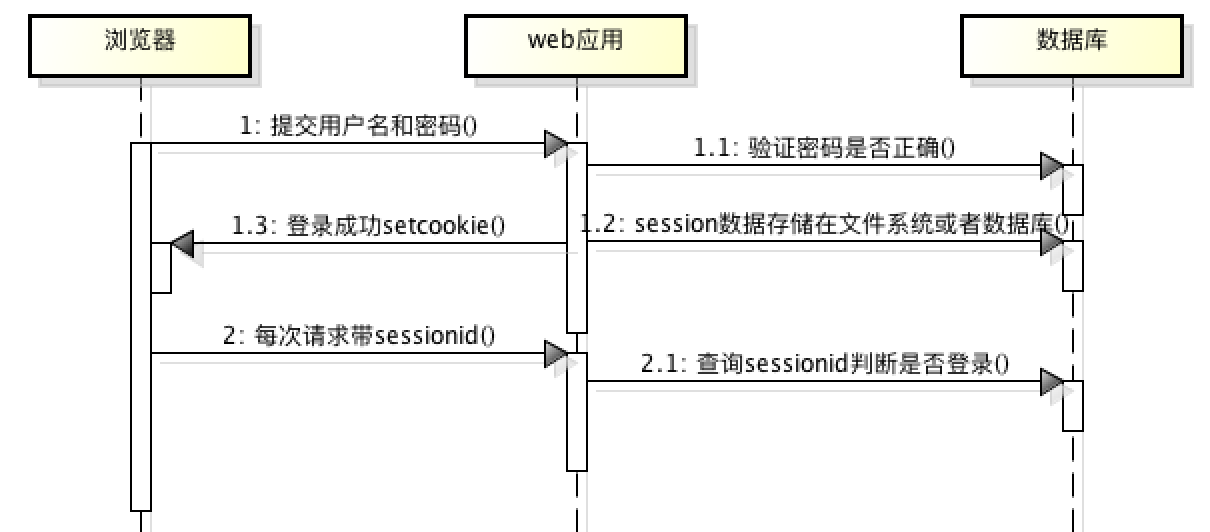 浏览器
web应用
数据库
1: 提交用户名和密码()
1.1: 验证密码是否正确()
1.2: session数据存储在文件系统或者数据库()
1.3: 登录成功setcookie()
2: 每次请求带sessionid()
2.1: 查询sessionid判断是否登录()